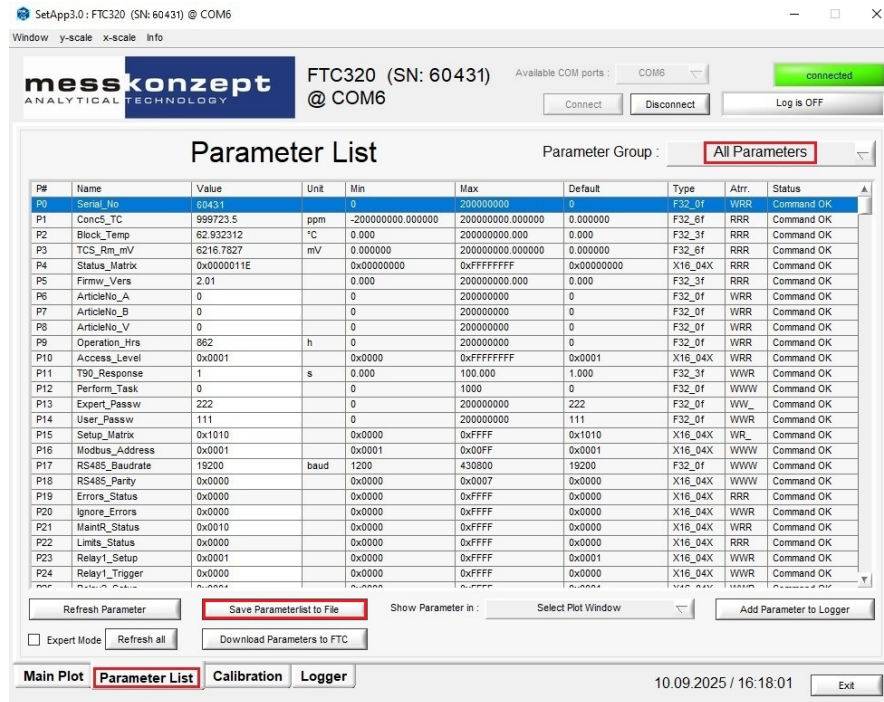 SetApp3.0 : FTC320 (SN: 60431) @ COM6
Window y-scale x-scale Info
messkonzept
ANALYTICAL TECHNOLOGY
FTC320 (SN: 60431)
@ COM6
Available COM ports : COM6
connected
Connect Disconnect Log is OFF
Parameter List
Parameter Group : All Parameters
P# Name Value Unit Min Max Default Type Atrr. Status
P0 Serial_No 60431 0 200000000 0 F32_0f WRR Command OK
P1 Conc5_TC 999723.5 ppm -200000000.000000 200000000.000000 0.000000 F32_6f RRR Command OK
P2 Block_Temp 62.932312 °C 0.000 200000000.000 0.000 F32_3f RRR Command OK
P3 TCS_Rm_mV 6216.7827 mV 0.000000 200000000.000000 0.000000 F32_6f RRR Command OK
P4 Status_Matrix 0x0000011E 0x00000000 0xFFFFFFFF 0x00000000 X16_04X RRR Command OK
P5 Firmw_Vers 2.01 0.000 200000000.000 0.000 F32_3f RRR Command OK
P6 ArticleNo_A 0 0 200000000 0 F32_0f WRR Command OK
P7 ArticleNo_B 0 0 200000000 0 F32_0f WRR Command OK
P8 ArticleNo_V 0 0 200000000 0 F32_0f WRR Command OK
P9 Operation_Hrs 862 h 0 200000000 0 F32_0f WRR Command OK
P10 Access_Level 0x0001 0x0000 0xFFFFFFFF 0x0001 X16_04X WRR Command OK
P11 T90_Response 1 s 0.000 100.000 1.000 F32_3f WWR Command OK
P12 Perform_Task 0 0 1000 0 F32_0f WWW Command OK
P13 Expert_Passw 222 0 200000000 222 F32_0f WW_ Command OK
P14 User_Passw 111 0 200000000 111 F32_0f WWR Command OK
P15 Setup_Matrix 0x1010 0x0000 0xFFFF 0x1010 X16_04X WR_ Command OK
P16 Modbus_Address 0x0001 0x0001 0x00FF 0x0001 X16_04X WWW Command OK
P17 RS485_Baudrate 19200 baud 1200 430800 19200 F32_0f WWW Command OK
P18 RS485_Parity 0x0000 0x0000 0x0007 0x0000 X16_04X WWW Command OK
P19 Errors_Status 0x0000 0x0000 0xFFFF 0x0000 X16_04X RRR Command OK
P20 Ignore_Errors 0x0000 0x0000 0xFFFF 0x0000 X16_04X WWR Command OK
P21 MaintR_Status 0x0010 0x0000 0xFFFF 0x0000 X16_04X WRR Command OK
P22 Limits_Status 0x0000 0x0000 0xFFFF 0x0000 X16_04X RRR Command OK
P23 Relay1_Setup 0x0001 0x0000 0xFFFF 0x0001 X16_04X WWR Command OK
P24 Relay1_Trigger 0x0000 0x0000 0xFFFF 0x0000 X16_04X WWR Command OK
Refresh Parameter Save Parameterlist to File Show Parameter in : Select Plot Window Add Parameter to Logger
Expert Mode Refresh all Download Parameters to FTC
Main Plot Parameter List Calibration Logger
10.09.2025 / 16:18:01 Exit